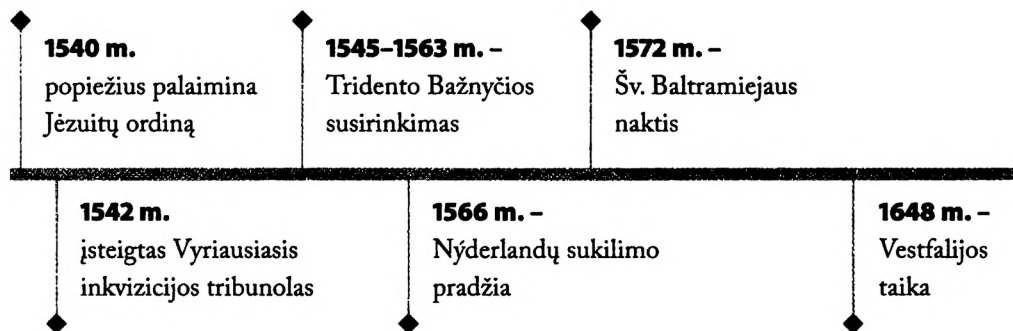 1540 m.
popiežius palaimina
Jėzuitų ordiną
1545–1563 m. –
Tridento Bažnyčios
susirinkimas
1572 m. –
Šv. Baltramiejaus
naktis
1542 m.
įsteigtas Vyriausiasis
inkvizicijos tribunolas
1566 m. –
Nýderlandų sukilimo
pradžia
1648 m. –
Vestfalijos
taika